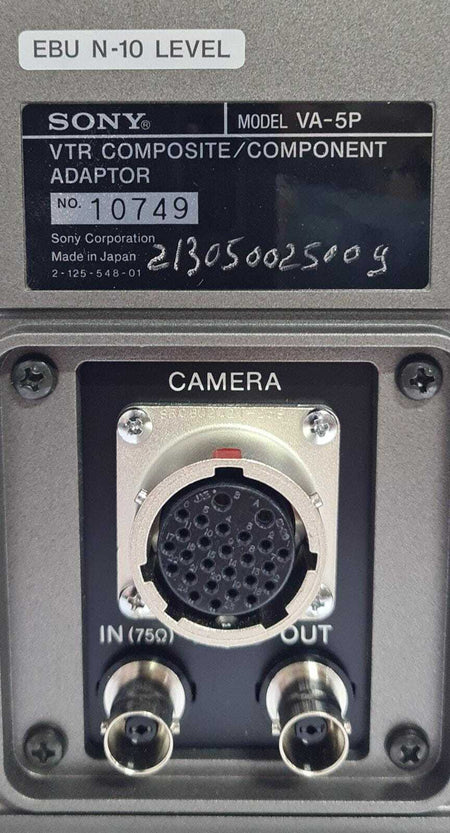 EBU N-10 LEVEL
SONY® MODEL VA-5P
VTR COMPOSITE/COMPONENT
ADAPTOR
NO. 10749
Sony Corporation
Made in Japan
2-125-548-01
CAMERA
IN (75Ω) OUT